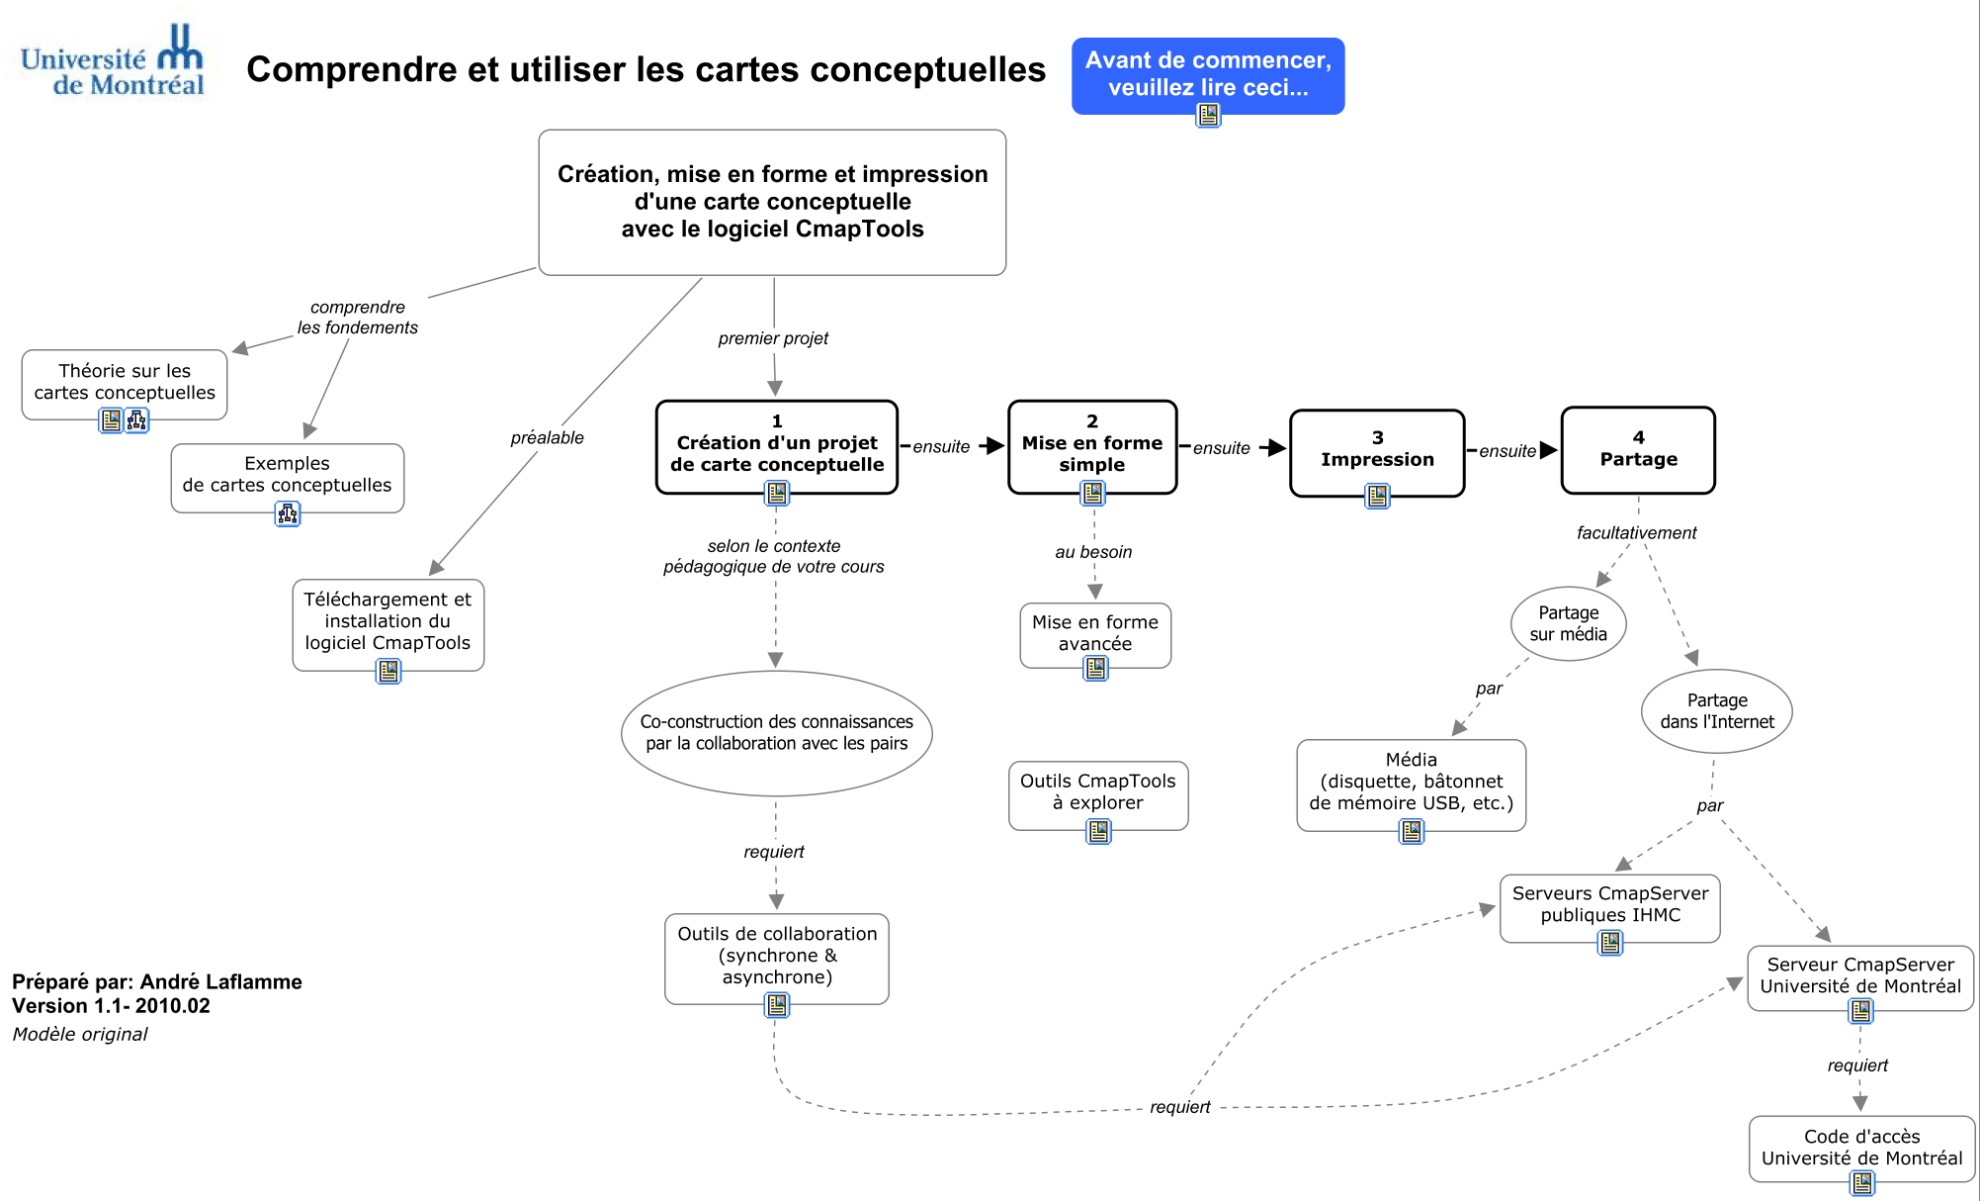 Université
de Montréal
Comprendre et utiliser les cartes conceptuelles
Avant de commencer,
veuillez lire ceci...
Création, mise en forme et impression
d'une carte conceptuelle
avec le logiciel CmapTools
comprendre
les fondements
premier projet
préalable
Théorie sur les
cartes conceptuelles
Exemples
de cartes conceptuelles
Téléchargement et
installation du
logiciel CmapTools
1
Création d'un projet
de carte conceptuelle
ensuite
2
Mise en forme
simple
ensuite
3
Impression
ensuite
4
Partage
selon le contexte
pédagogique de votre cours
au besoin
facultativement
Mise en forme
avancée
Partage
sur média
Partage
dans l'Internet
Co-construction des connaissances
par la collaboration avec les pairs
par
Outils CmapTools
à explorer
Média
(disquette, bâtonnet
de mémoire USB, etc.)
par
requiert
Serveurs CmapServer
publiques IHMC
Outils de collaboration
(synchrone &
asynchrone)
Serveur CmapServer
Université de Montréal
requiert
requiert
Code d'accès
Université de Montréal
Préparé par: André Laflamme
Version 1.1- 2010.02
Modèle original